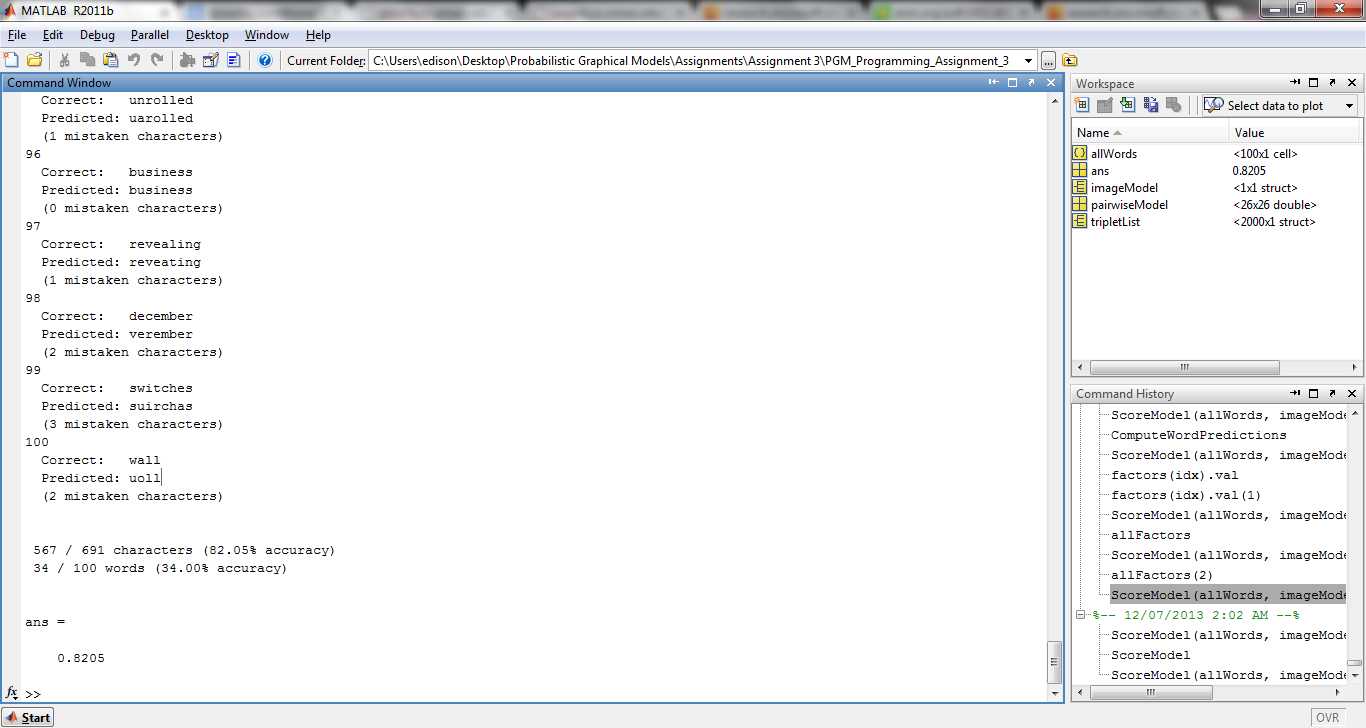 MATLAB R2011b
File Edit Debug Parallel Desktop Window Help
Current Folder: C:\Users\edison\Desktop\Probabilistic Graphical Models\Assignments\Assignment 3\PGM_Programming_Assignment_3
Command Window
Correct: unrolled
Predicted: uarolled
(1 mistaken characters)
96
Correct: business
Predicted: business
(0 mistaken characters)
97
Correct: revealing
Predicted: reveating
(1 mistaken characters)
98
Correct: december
Predicted: verember
(2 mistaken characters)
99
Correct: switches
Predicted: suirchas
(3 mistaken characters)
100
Correct: wall
Predicted: uoll
(2 mistaken characters)
567 / 691 characters (82.05% accuracy)
34 / 100 words (34.00% accuracy)
ans =
0.8205
fx >>
Workspace
Select data to plot
Name Value
allWords <100x1 cell>
ans 0.8205
imageModel <1x1 struct>
pairwiseModel <26x26 double>
tripletList <2000x1 struct>
Command History
ScoreModel(allWords, imageMode
ComputeWordPredictions
ScoreModel(allWords, imageMode
factors(idx).val
factors(idx).val(1)
ScoreModel(allWords, imageMode
allFactors
ScoreModel(allWords, imageMode
allFactors(2)
ScoreModel(allWords, imageMode
%-- 12/07/2013 2:02 AM --%
ScoreModel(allWords, imageMode
ScoreModel
ScoreModel(allWords, imageMode
Start
OVR